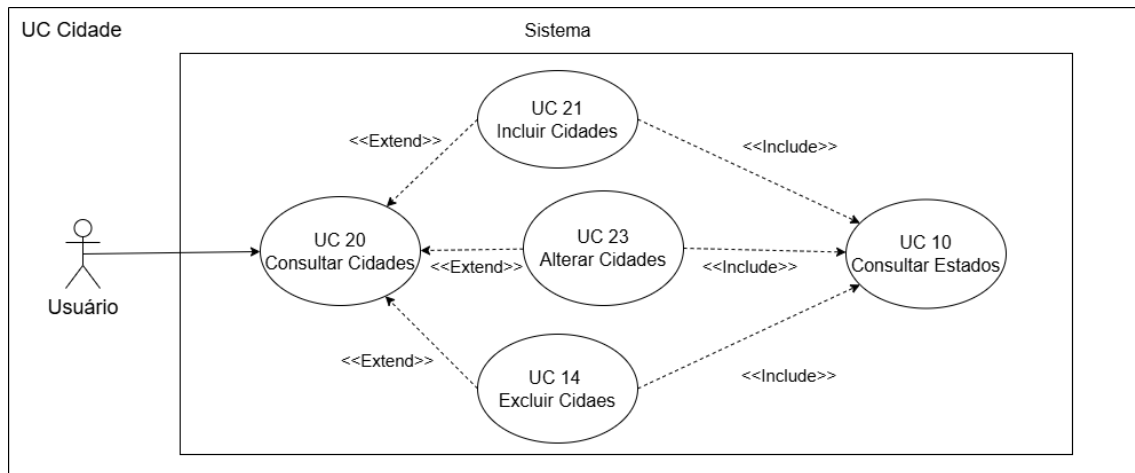 UC Cidade
Sistema
UC 21
Incluir Cidades
<<Extend>>
<<Include>>
UC 20
Consultar Cidades
<<Extend>>
UC 23
Alterar Cidades
<<Include>>
UC 10
Consultar Estados
Usuário
<<Extend>>
UC 14
Excluir Cidaes
<<Include>>